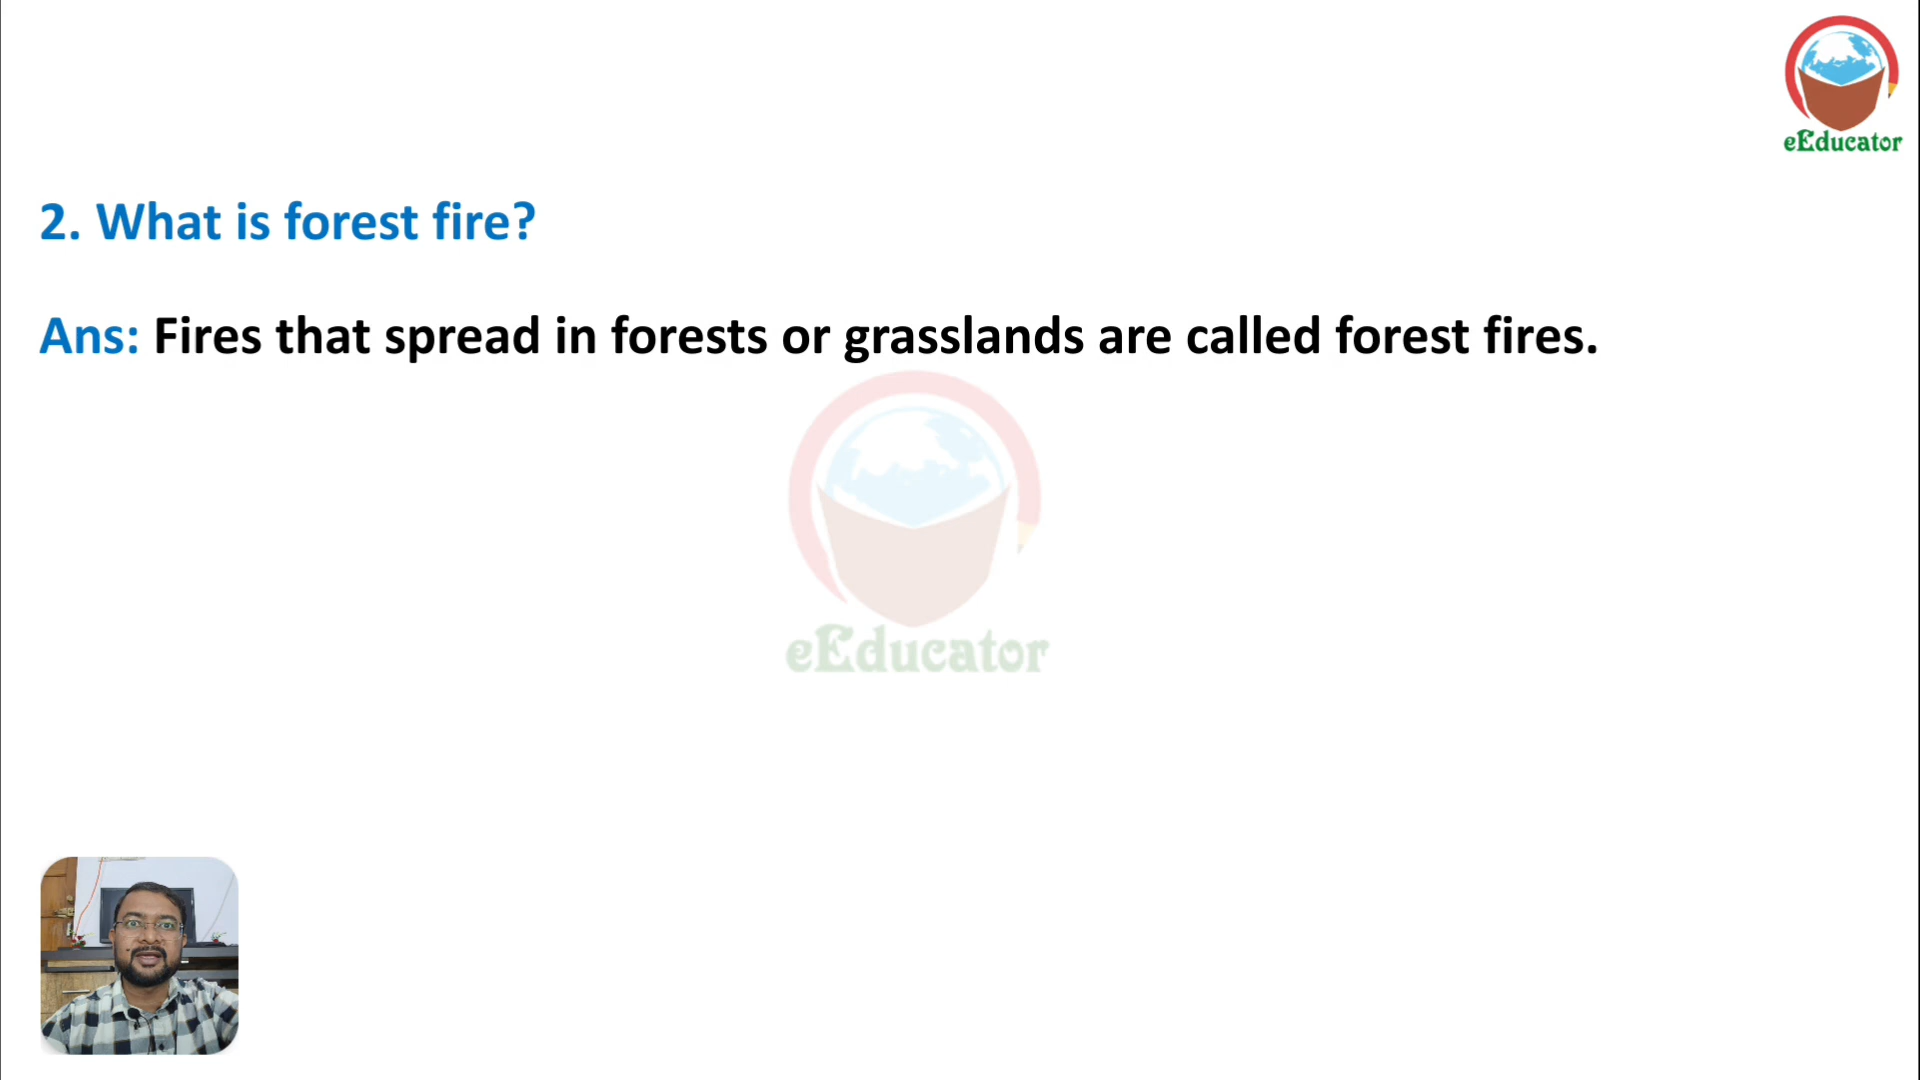 eEducator
2. What is forest fire?
Ans: Fires that spread in forests or grasslands are called forest fires.
eEducator